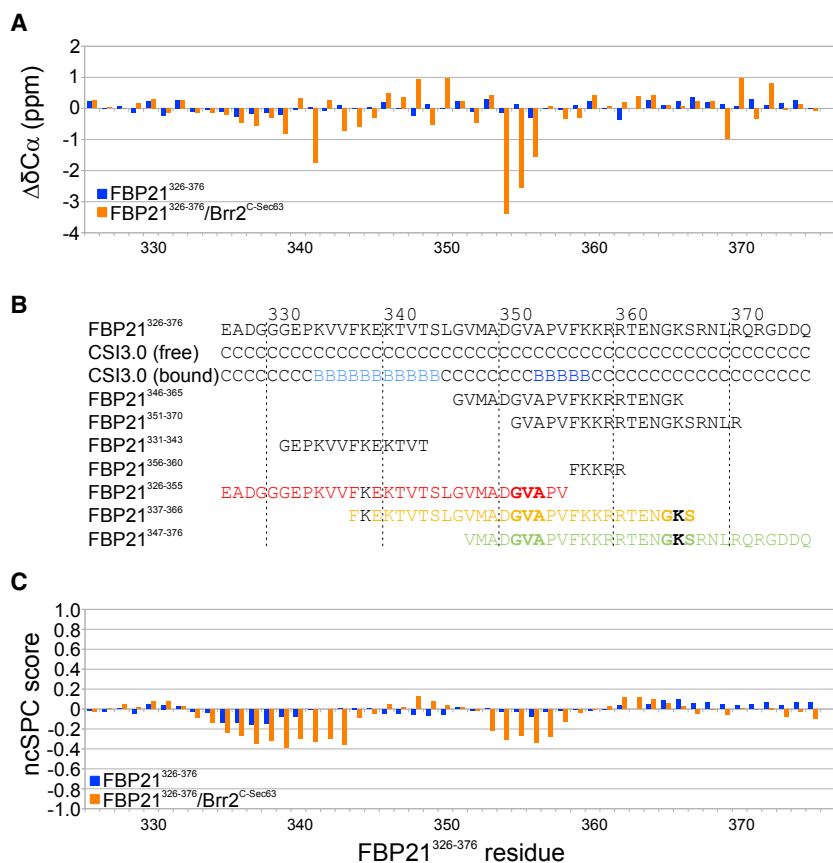 A
2
1
0
-1
-2
-3
-4
ΔδCα (ppm)
FBP21³²⁶⁻³⁷⁶
FBP21³²⁶⁻³⁷⁶/Brr2ᶜ⁻ˢᵉᶜ⁶³
330 340 350 360 370
B
330 340 350 360 370
FBP21³²⁶⁻³⁷⁶ EADGGGEPKVVFKEKTVTSLGVMADGVAPVFKKRRTENGKSRNLRQRGDDQ
CSI3.0 (free) CCCCCCCCCCCCCCCCCCCCCCCCCCCCCCCCCCCCCCCCCCCCCCCCCCC
CSI3.0 (bound) CCCCCCCCBBBBBBBBBBBCCCCCCCCBBBBBCCCCCCCCCCCCCCCCCCC
FBP21³⁴⁶⁻³⁶⁵ GVMADGVAPVFKKRRTENGK
FBP21³⁵¹⁻³⁷⁰ GVAPVFKKRRTENGKSRNLR
FBP21³³¹⁻³⁴³ GEPKVVFKEKTVT
FBP21³⁵⁶⁻³⁶⁰ FKKRR
FBP21³²⁶⁻³⁵⁵ EADGGGEPKVVFKEKTVTSLGVMADGVAPV
FBP21³³⁷⁻³⁶⁶ FKEKTVTSLGVMADGVAPVFKKRRTENGKS
FBP21³⁴⁷⁻³⁷⁶ VMADGVAPVFKKRRTENGKSRNLRQRGDDQ
C
1.0
0.8
0.6
0.4
0.2
0
-0.2
-0.4
-0.6
-0.8
-1.0
ncSPC score
FBP21³²⁶⁻³⁷⁶
FBP21³²⁶⁻³⁷⁶/Brr2ᶜ⁻ˢᵉᶜ⁶³
330 340 350 360 370
FBP21³²⁶⁻³⁷⁶ residue